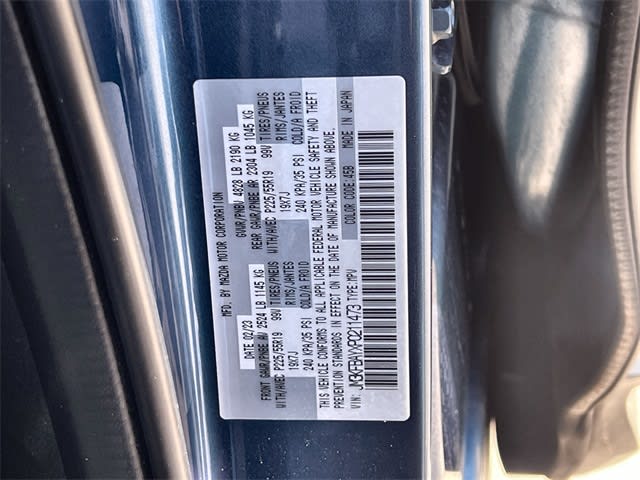 MFD. BY MAZDA MOTOR CORPORATION
DATE 02/23 GVWR/PNBV 4828 LB 2190 KG
FRONT GAWR/PNBE AV 2524 LB 1145 KG REAR GAWR/PNBE AR 2304 LB 1045 KG
WITH/AVEC P225/55R19 99V TIRES/PNEUS WITH/AVEC P225/55R19 99V TIRES/PNEUS
19X7J RIMS/JANTES 19X7J RIMS/JANTES
240 KPA/35 PSI COLD/A FROID 240 KPA/35 PSI COLD/A FROID
THIS VEHICLE CONFORMS TO ALL APPLICABLE FEDERAL MOTOR VEHICLE SAFETY AND THEFT
PREVENTION STANDARDS IN EFFECT ON THE DATE OF MANUFACTURE SHOWN ABOVE.
COLOR CODE:45B MADE IN JAPAN
VIN: JM3KFBAYXP0211473 TYPE:MPV